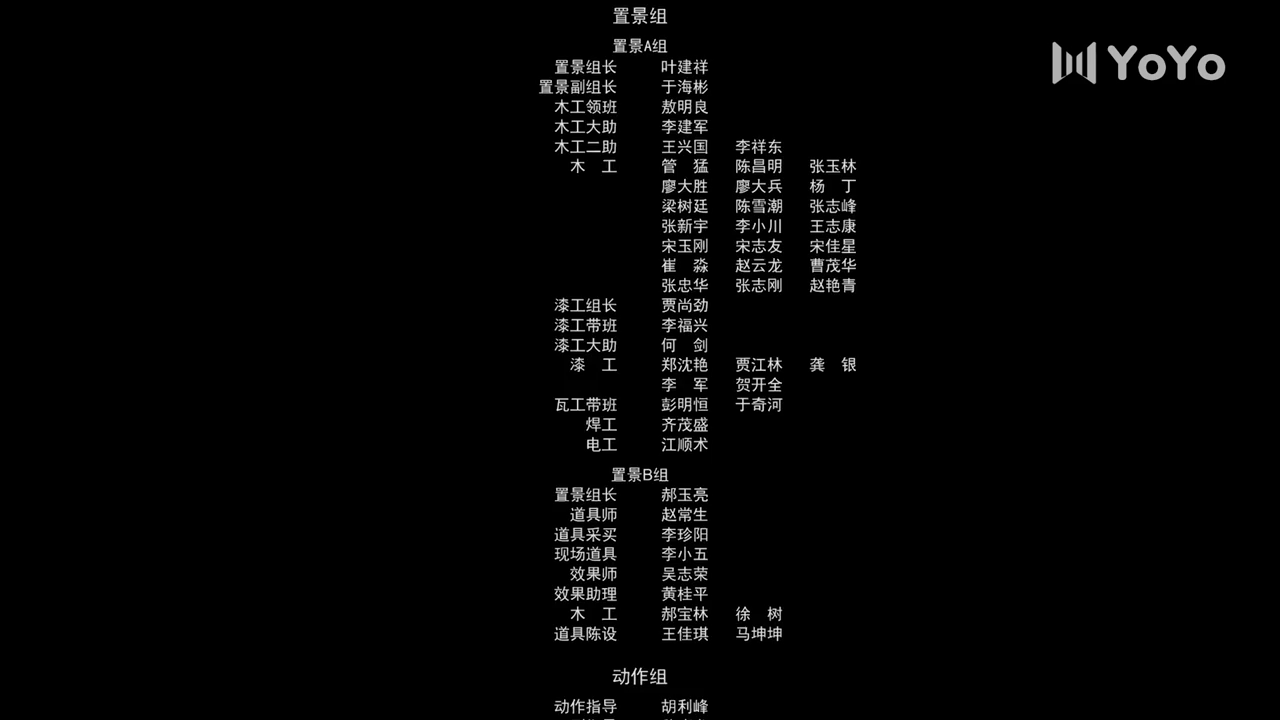 置景组
YoYo
置景A组
置景组长 叶建祥
置景副组长 于海彬
木工领班 敖明良
木工大助 李建军
木工二助 王兴国 李祥东
木 工 管 猛 陈昌明 张玉林
廖大胜 廖大兵 杨 丁
梁树廷 陈雪潮 张志峰
张新宇 李小川 王志康
宋玉刚 宋志友 宋佳星
崔 淼 赵云龙 曹茂华
张忠华 张志刚 赵艳青
漆工组长 贾尚劲
漆工带班 李福兴
漆工大助 何 剑
漆 工 郑沈艳 贾江林 龚 银
李 军 贺开全
瓦工带班 彭明恒 于奇河
焊工 齐茂盛
电工 江顺术
置景B组
置景组长 郝玉亮
道具师 赵常生
道具采买 李珍阳
现场道具 李小五
效果师 吴志荣
效果助理 黄桂平
木 工 郝宝林 徐 树
道具陈设 王佳琪 马坤坤
动作组
动作指导 胡利峰